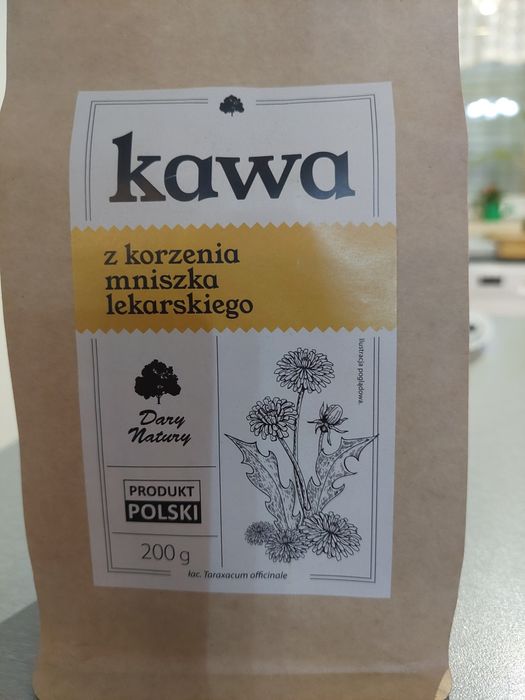 kawa
z korzenia
mniszka
lekarskiego
Ilustracja poglądowa
Dary
Natury
PRODUKT
POLSKI
200 g
łac. Taraxacum officinale